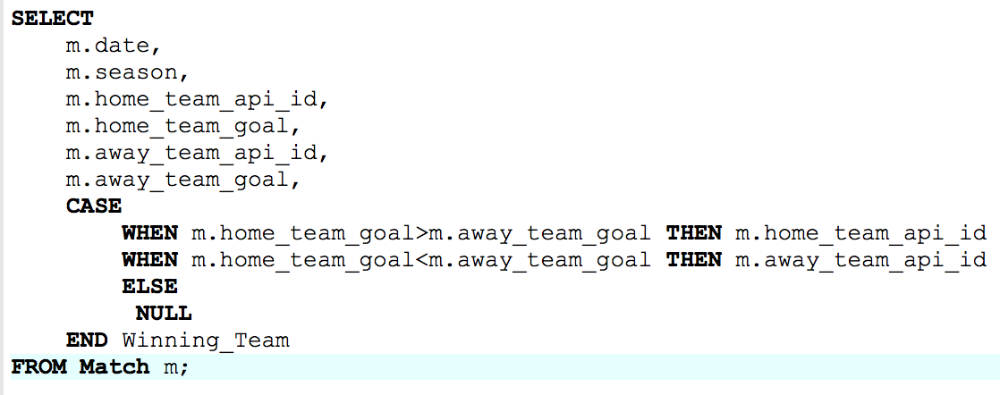 SELECT
m.date,
m.season,
m.home_team_api_id,
m.home_team_goal,
m.away_team_api_id,
m.away_team_goal,
CASE
WHEN m.home_team_goal>m.away_team_goal THEN m.home_team_api_id
WHEN m.home_team_goal<m.away_team_goal THEN m.away_team_api_id
ELSE
NULL
END Winning_Team
FROM Match m;